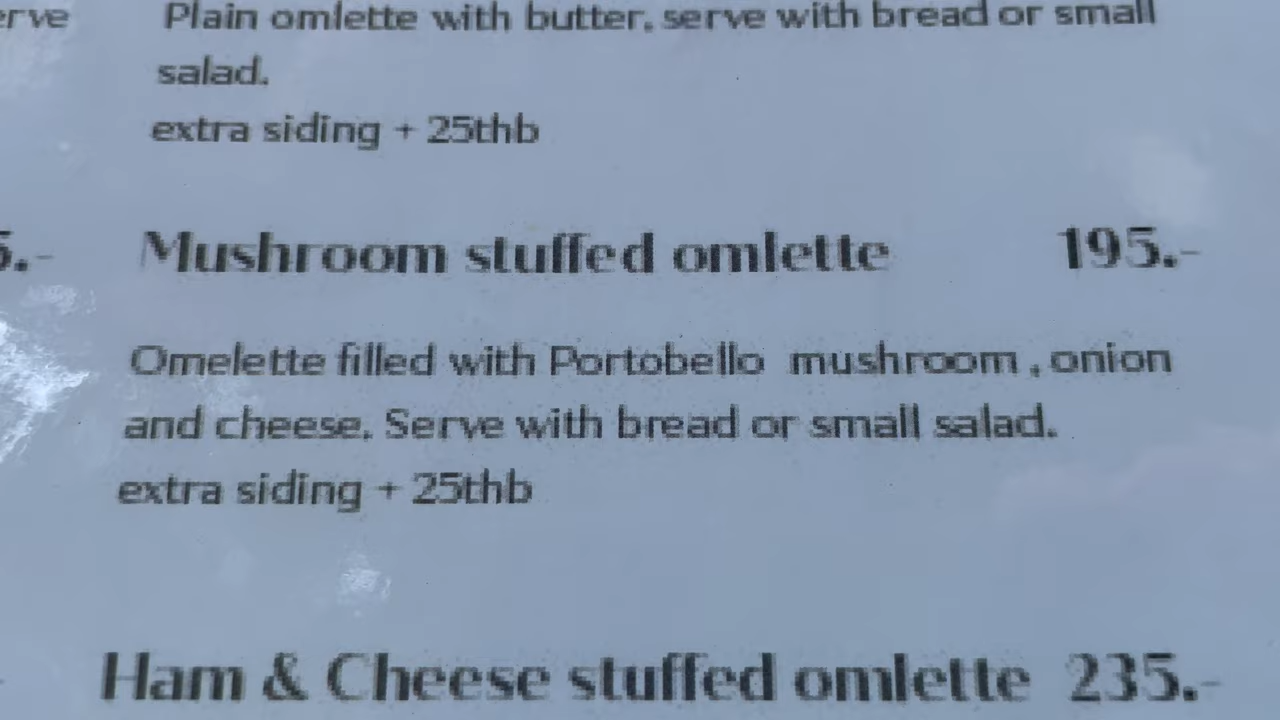 erve
Plain omlette with butter, serve with bread or small
salad.
extra siding + 25thb
5.-
Mushroom stuffed omlette 195.-
Omelette filled with Portobello mushroom , onion
and cheese. Serve with bread or small salad.
extra siding + 25thb
Ham & Cheese stuffed omlette 235.-